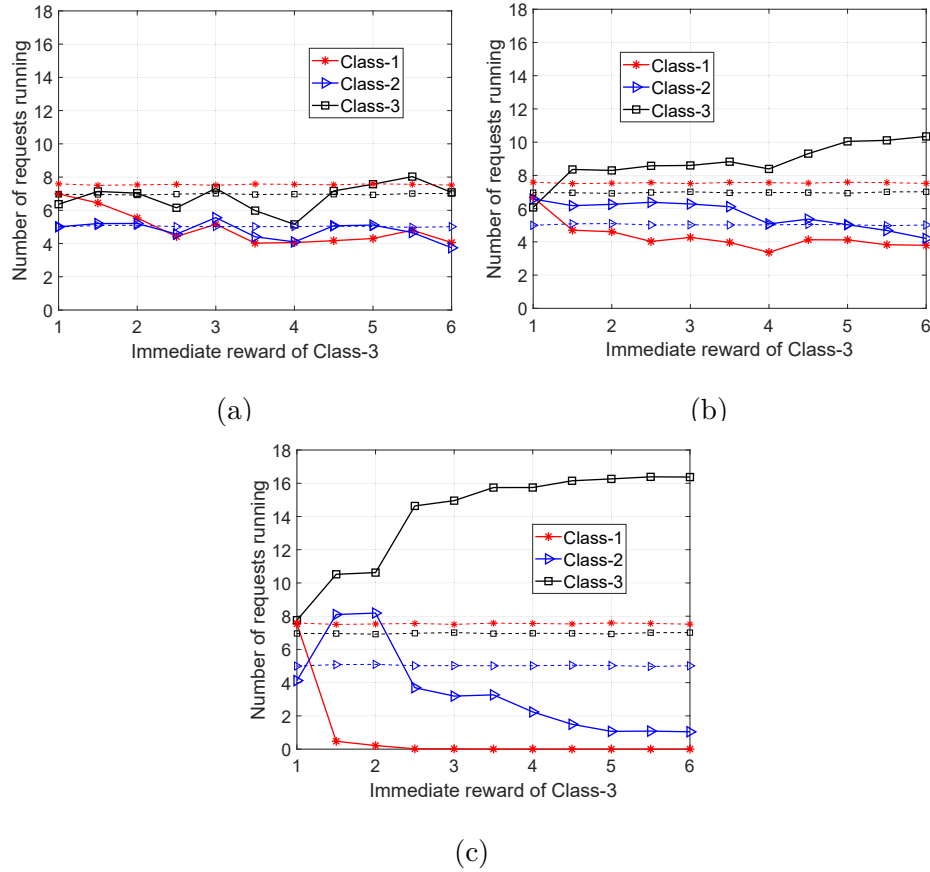 18
16
14
12
10
8
6
4
2
0
Number of requests running
Class-1
Class-2
Class-3
1 2 3 4 5 6
Immediate reward of Class-3
(a)
18
16
14
12
10
8
6
4
2
0
Number of requests running
Class-1
Class-2
Class-3
1 2 3 4 5 6
Immediate reward of Class-3
(b)
18
16
14
12
10
8
6
4
2
0
Number of requests running
Class-1
Class-2
Class-3
1 2 3 4 5 6
Immediate reward of Class-3
(c)